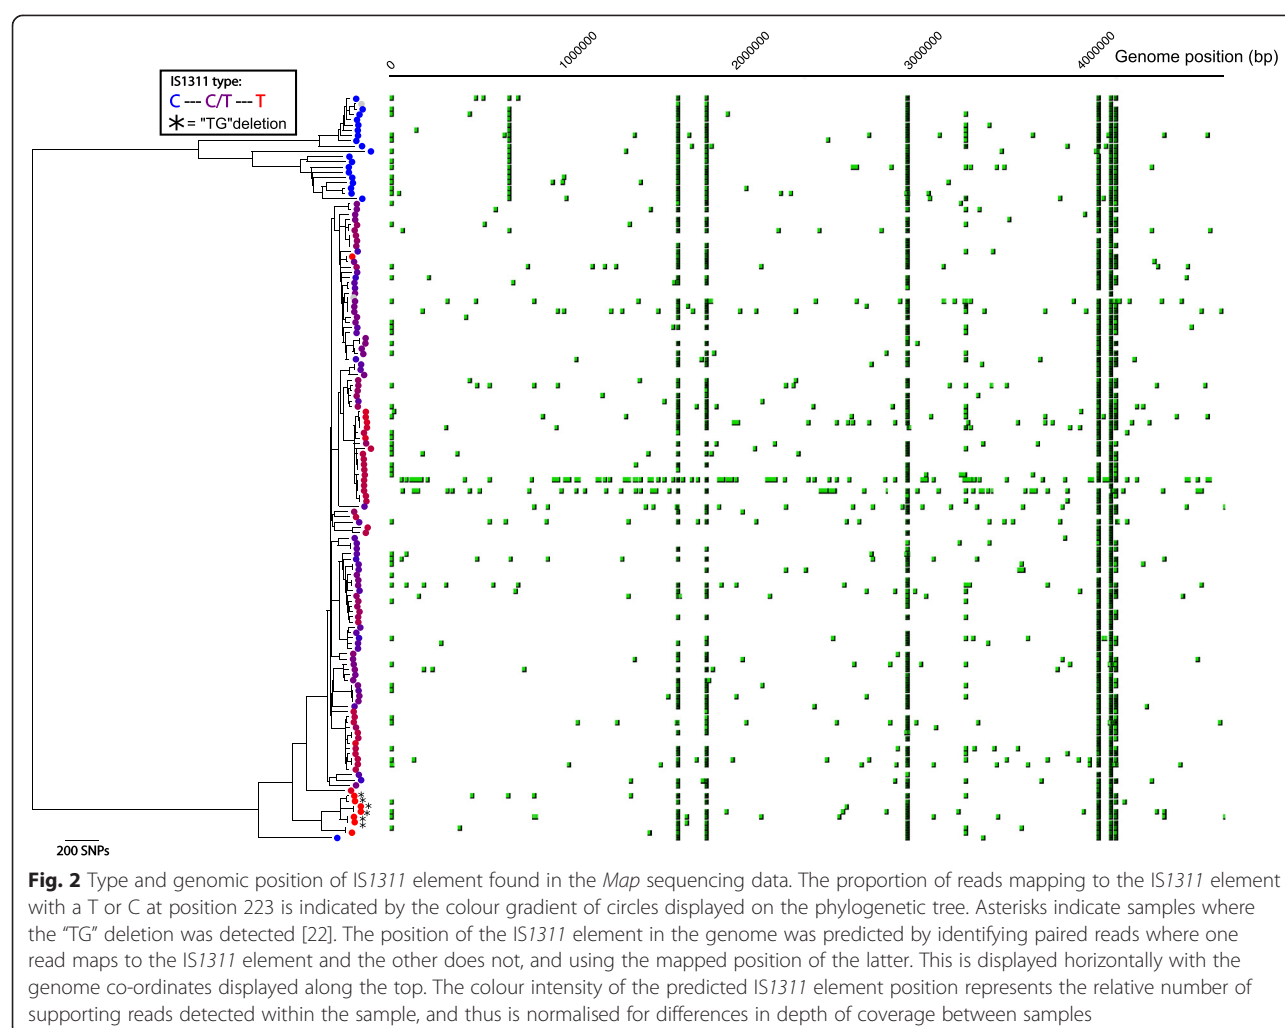 0 1000000 2000000 3000000 4000000 Genome position (bp)
IS1311 type:
C --- C/T --- T
* = "TG"deletion
*
*
*
*
*
*
200 SNPs
Fig. 2 Type and genomic position of IS1311 element found in the Map sequencing data. The proportion of reads mapping to the IS1311 element
with a T or C at position 223 is indicated by the colour gradient of circles displayed on the phylogenetic tree. Asterisks indicate samples where
the “TG” deletion was detected [22]. The position of the IS1311 element in the genome was predicted by identifying paired reads where one
read maps to the IS1311 element and the other does not, and using the mapped position of the latter. This is displayed horizontally with the
genome co-ordinates displayed along the top. The colour intensity of the predicted IS1311 element position represents the relative number of
supporting reads detected within the sample, and thus is normalised for differences in depth of coverage between samples